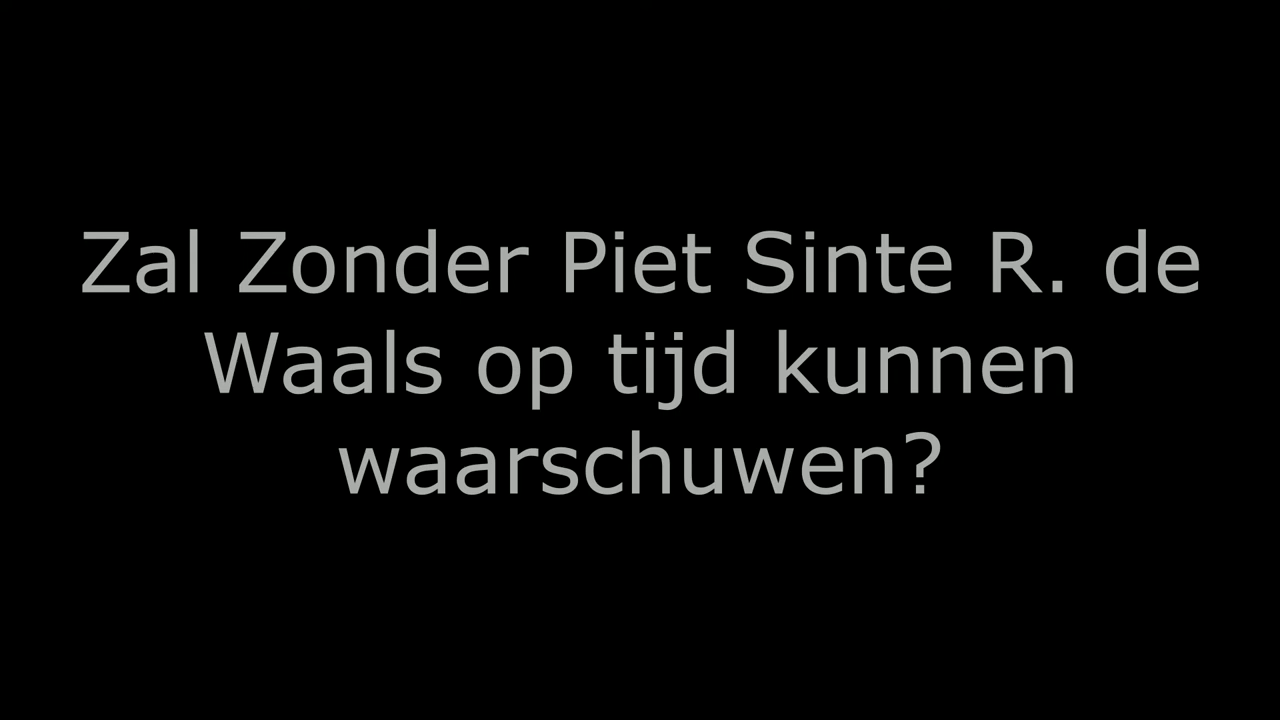 Zal Zonder Piet Sinte R. de
Waals op tijd kunnen
waarschuwen?